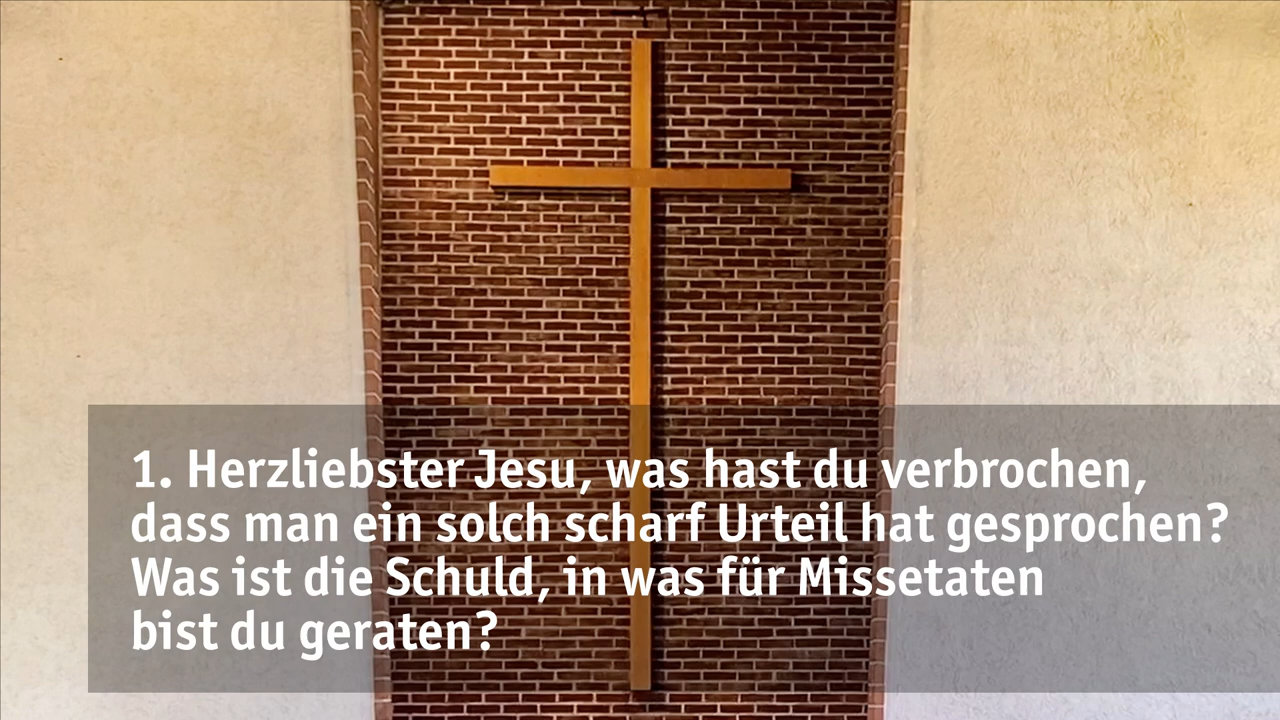 1. Herzliebster Jesu, was hast du verbrochen,
dass man ein solch scharf Urteil hat gesprochen?
Was ist die Schuld, in was für Missetaten
bist du geraten?